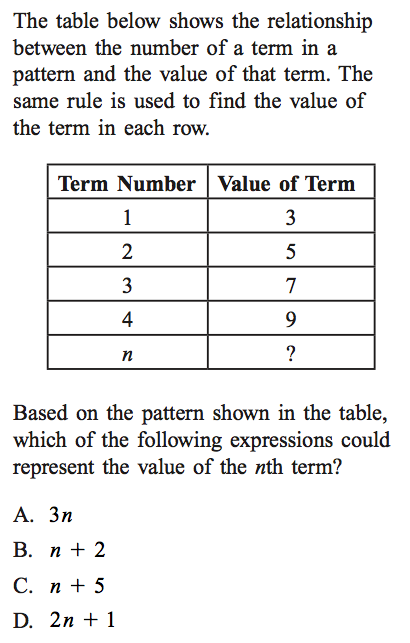 The table below shows the relationship
between the number of a term in a
pattern and the value of that term. The
same rule is used to find the value of
the term in each row.
Term Number Value of Term
1 3
2 5
3 7
4 9
n ?
Based on the pattern shown in the table,
which of the following expressions could
represent the value of the nth term?
A. 3n
B. n + 2
C. n + 5
D. 2n + 1